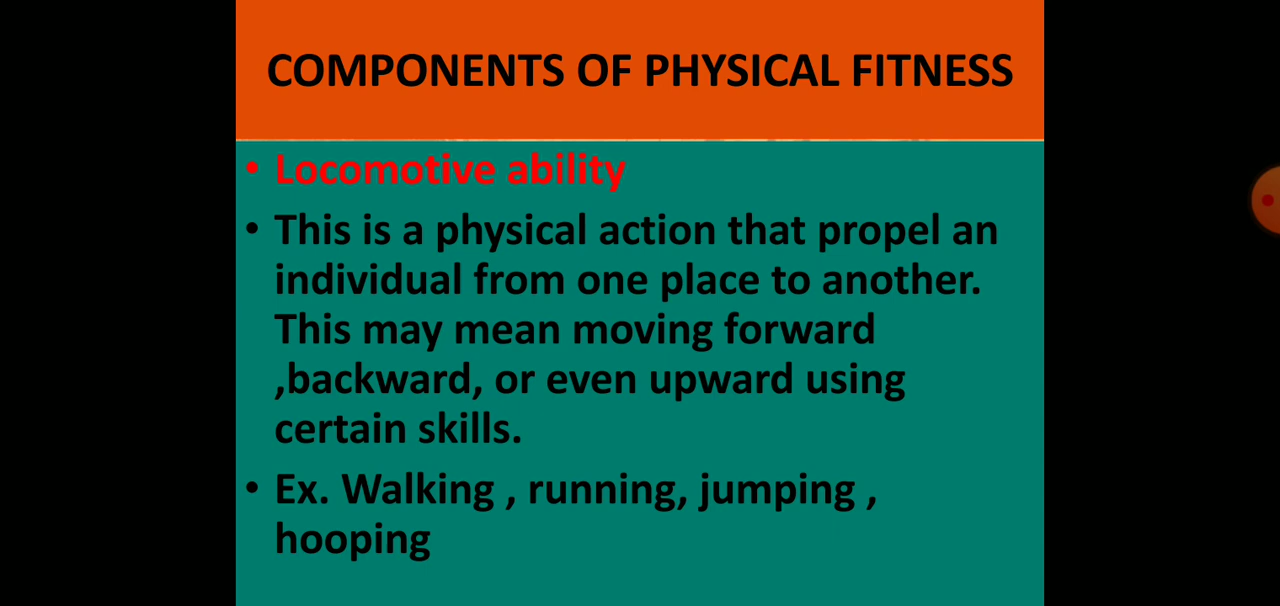 COMPONENTS OF PHYSICAL FITNESS
• Locomotive ability
• This is a physical action that propel an
individual from one place to another.
This may mean moving forward
,backward, or even upward using
certain skills.
• Ex. Walking , running, jumping ,
hooping